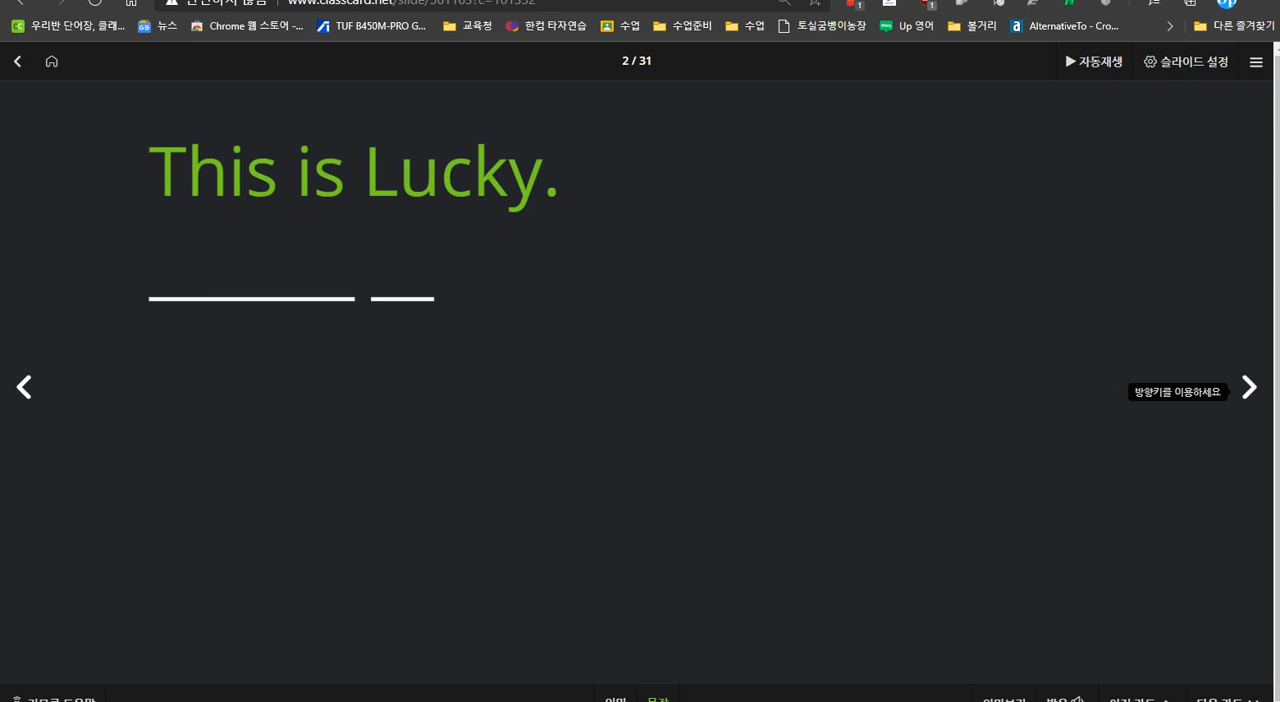 www.classcard.net/slide/
우리반 단어장, 클래...
뉴스
Chrome 웹 스토어 -...
TUF B450M-PRO G...
교육청
한컴 타자연습
수업
수업준비
수업
토실굼벵이농장
Up 영어
볼거리
AlternativeTo - Cro...
다른 즐겨찾기
2 / 31
자동재생
슬라이드 설정
This is Lucky.
방향키를 이용하세요